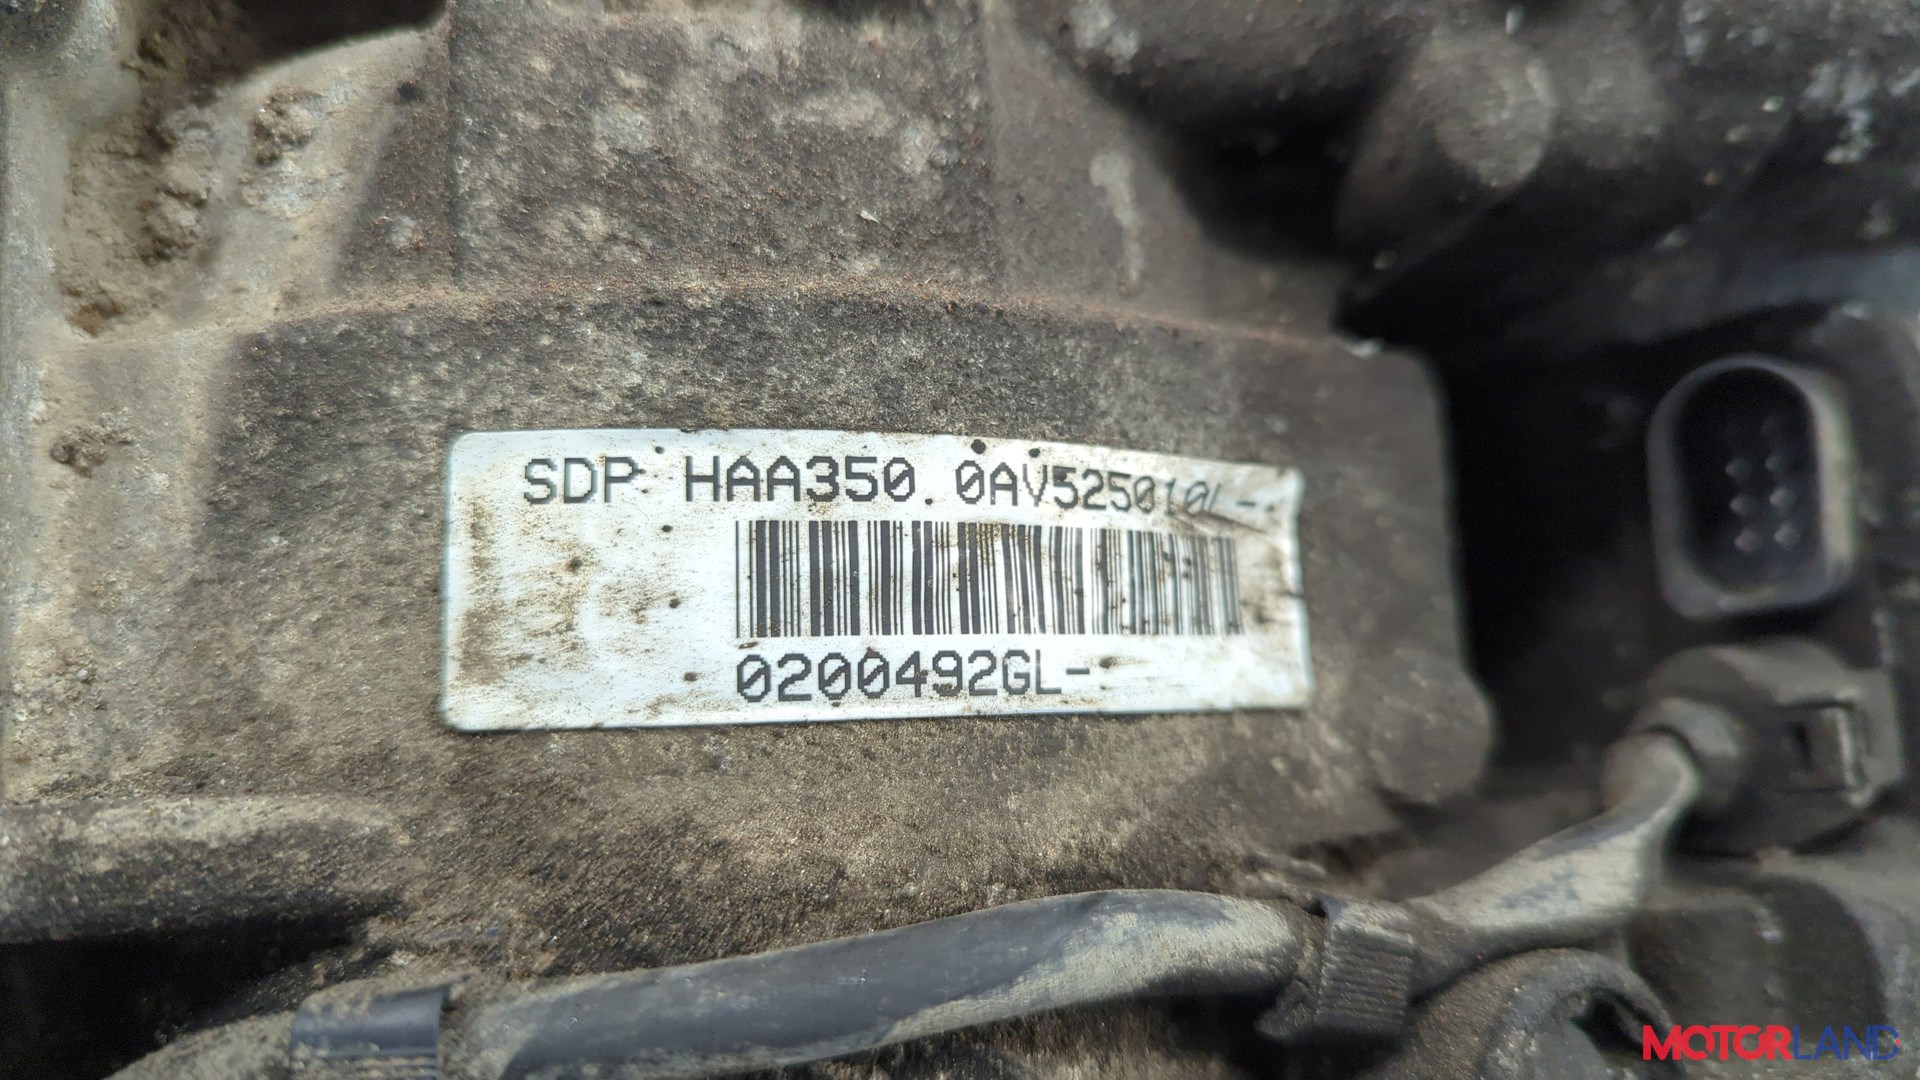 SDP HAA350 0AV525010L-
0200492GL-
MOTORLAND